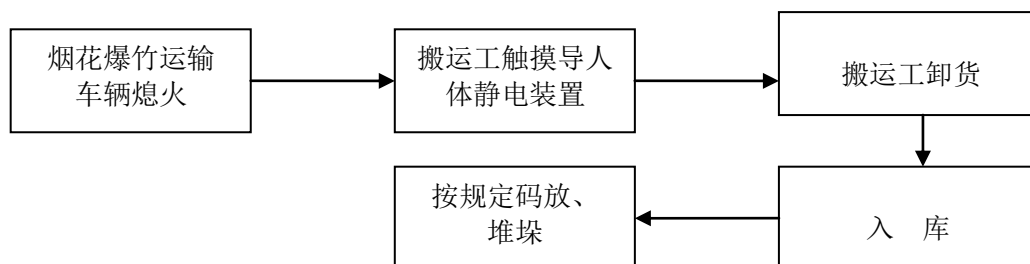 烟花爆竹运输
车辆熄火
搬运工触摸导人
体静电装置
搬运工卸货
入 库
按规定码放、
堆垛